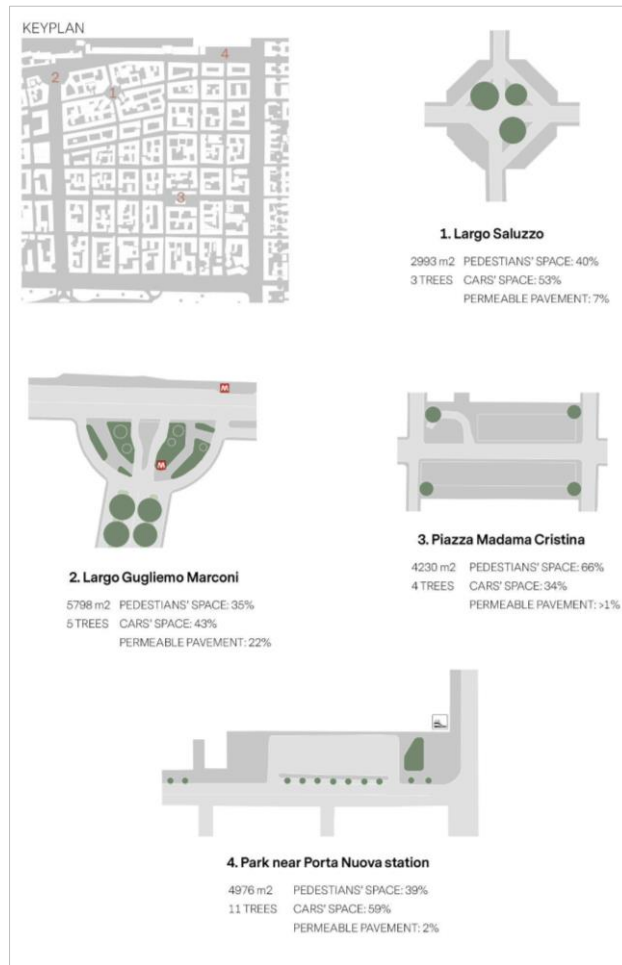 KEYPLAN
4
2
1
3
1. Largo Saluzzo
2993 m2 PEDESTIANS' SPACE: 40%
3 TREES CARS' SPACE: 53%
PERMEABLE PAVEMENT: 7%
M
M
2. Largo Gugliemo Marconi
5798 m2 PEDESTIANS' SPACE: 35%
5 TREES CARS' SPACE: 43%
PERMEABLE PAVEMENT: 22%
3. Piazza Madama Cristina
4230 m2 PEDESTIANS' SPACE: 66%
4 TREES CARS' SPACE: 34%
PERMEABLE PAVEMENT: >1%
4. Park near Porta Nuova station
4976 m2 PEDESTIANS' SPACE: 39%
11 TREES CARS' SPACE: 59%
PERMEABLE PAVEMENT: 2%